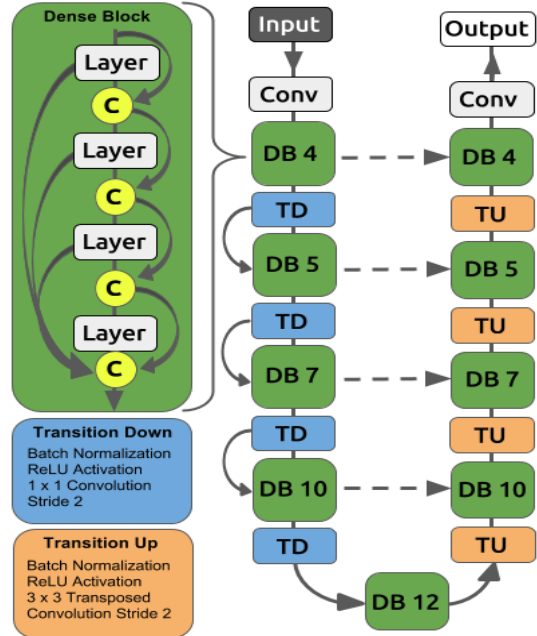 Dense Block
Layer
C
Layer
C
Layer
C
Layer
C
Transition Down
Batch Normalization
ReLU Activation
1 x 1 Convolution
Stride 2
Transition Up
Batch Normalization
ReLU Activation
3 x 3 Transposed
Convolution Stride 2
Input
Conv
DB 4
TD
DB 5
TD
DB 7
TD
DB 10
TD
DB 12
Output
Conv
DB 4
TU
DB 5
TU
DB 7
TU
DB 10
TU